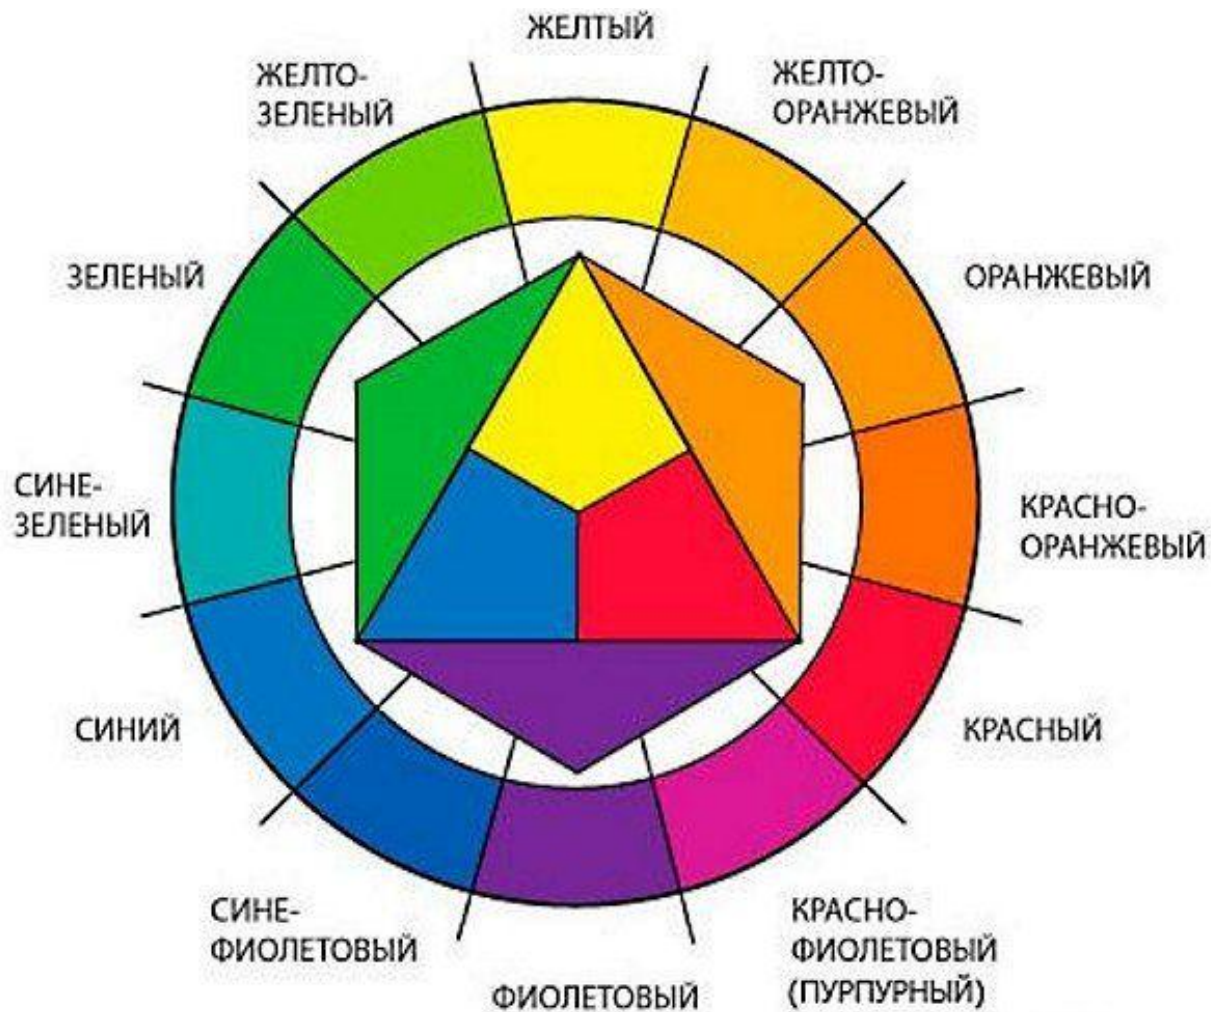 ЖЕЛТЫЙ
ЖЕЛТО-
ОРАНЖЕВЫЙ
ОРАНЖЕВЫЙ
КРАСНО-
ОРАНЖЕВЫЙ
КРАСНЫЙ
КРАСНО-
ФИОЛЕТОВЫЙ
(ПУРПУРНЫЙ)
ФИОЛЕТОВЫЙ
СИНЕ-
ФИОЛЕТОВЫЙ
СИНИЙ
СИНЕ-
ЗЕЛЕНЫЙ
ЗЕЛЕНЫЙ
ЖЕЛТО-
ЗЕЛЕНЫЙ